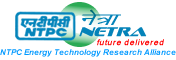 एनटीपीसी नेत्रा
NTPC NETRA
future delivered
NTPC Energy Technology Research Alliance